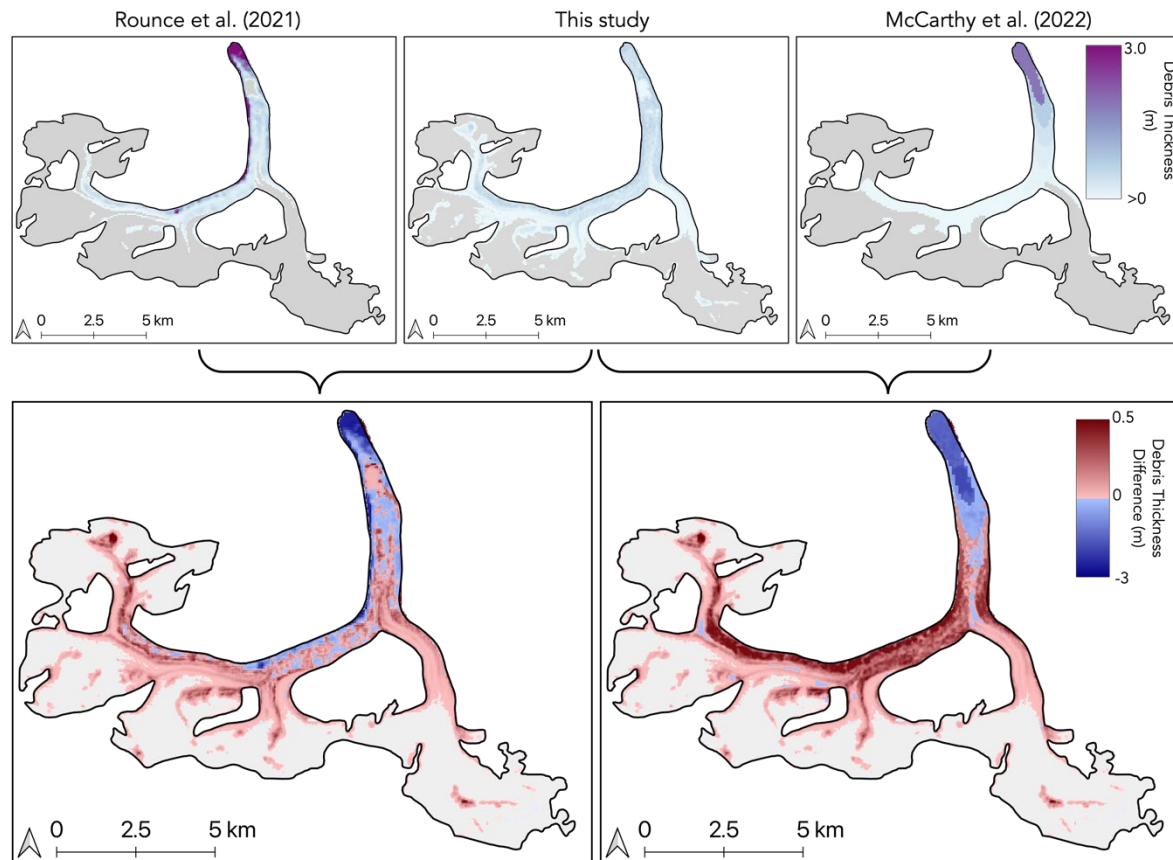 Rounce et al. (2021)
This study
McCarthy et al. (2022)
3.0
Debris Thickness
(m)
>0
0 2.5 5 km
0 2.5 5 km
0 2.5 5 km
0.5
Debris Thickness
Difference (m)
0
-3
0 2.5 5 km
0 2.5 5 km